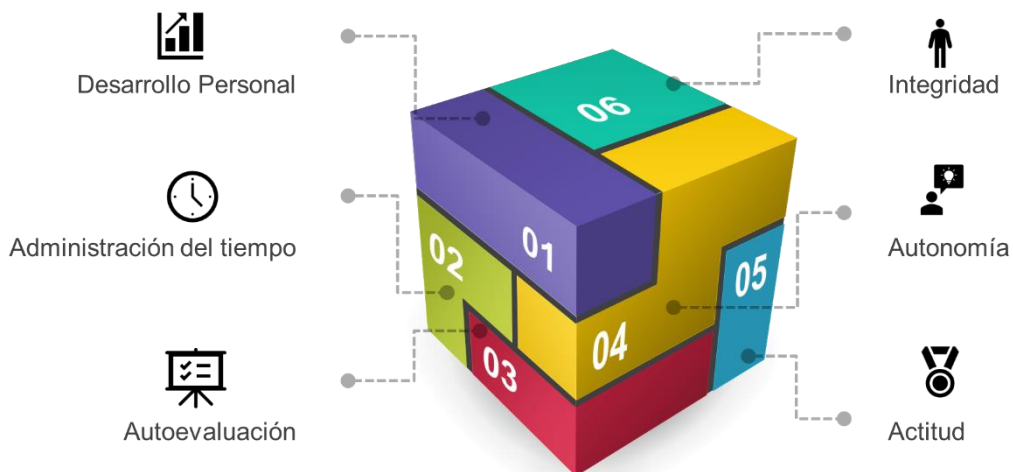 Desarrollo Personal
Administración del tiempo
Autoevaluación
06
01
02
05
04
03
Integridad
Autonomía
Actitud